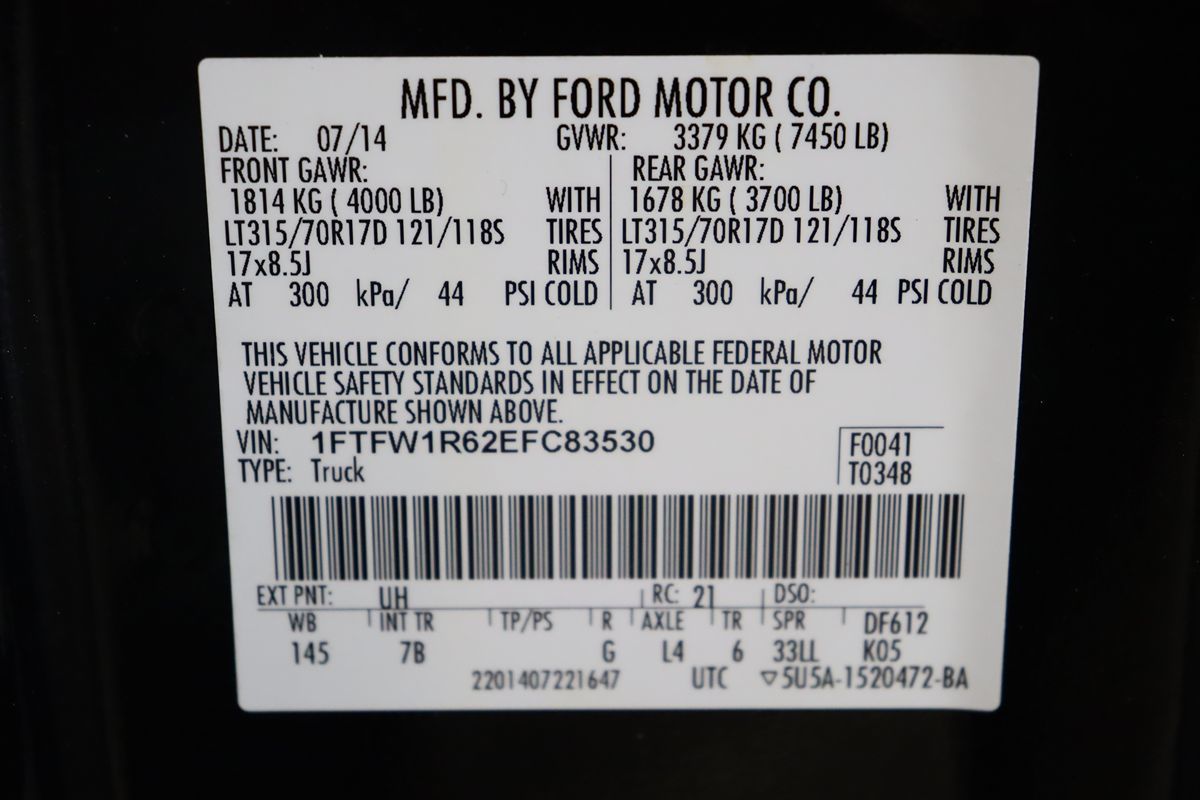 MFD. BY FORD MOTOR CO.
DATE: 07/14 GVWR: 3379 KG ( 7450 LB)
FRONT GAWR: REAR GAWR:
1814 KG ( 4000 LB) WITH 1678 KG ( 3700 LB) WITH
LT315/70R17D 121/118S TIRES LT315/70R17D 121/118S TIRES
17x8.5J RIMS 17x8.5J RIMS
AT 300 kPa/ 44 PSI COLD AT 300 kPa/ 44 PSI COLD
THIS VEHICLE CONFORMS TO ALL APPLICABLE FEDERAL MOTOR
VEHICLE SAFETY STANDARDS IN EFFECT ON THE DATE OF
MANUFACTURE SHOWN ABOVE.
VIN: 1FTFW1R62EFC83530 F0041
TYPE: Truck T0348
EXT PNT: UH RC: 21 DSO:
WB INT TR TP/PS R AXLE TR SPR DF612
145 7B G L4 6 33LL K05
2201407221647 UTC ▽5U5A-1520472-BA